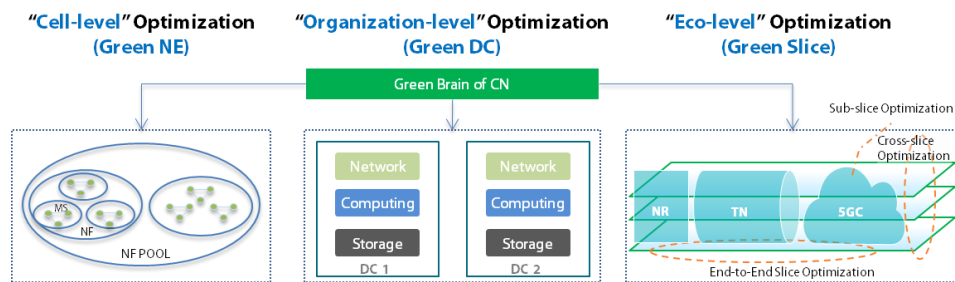 “Cell-level” Optimization
(Green NE)
“Organization-level” Optimization
(Green DC)
“Eco-level” Optimization
(Green Slice)
Green Brain of CN
MS
NF
NF POOL
Network
Computing
Storage
DC 1
Network
Computing
Storage
DC 2
Sub-slice Optimization
Cross-slice
Optimization
NR
TN
5GC
End-to-End Slice Optimization